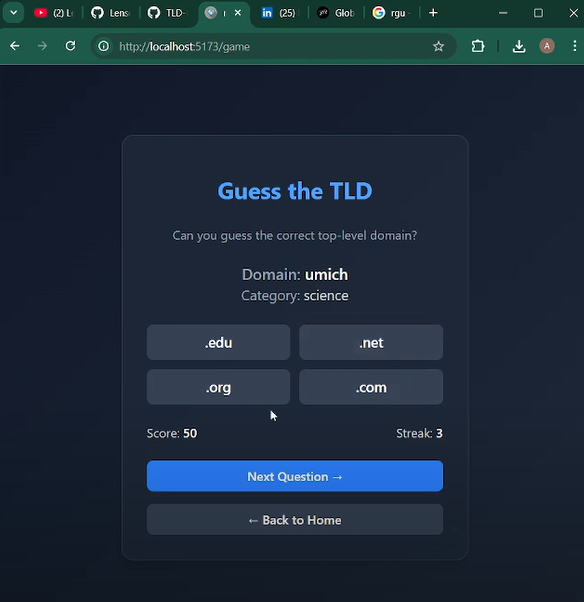 (2) L
Lens
TLD-
(25)
Glob
rgu -
http://localhost:5173/game
A
Guess the TLD
Can you guess the correct top-level domain?
Domain: umich
Category: science
.edu .net
.org .com
Score: 50 Streak: 3
Next Question →
← Back to Home